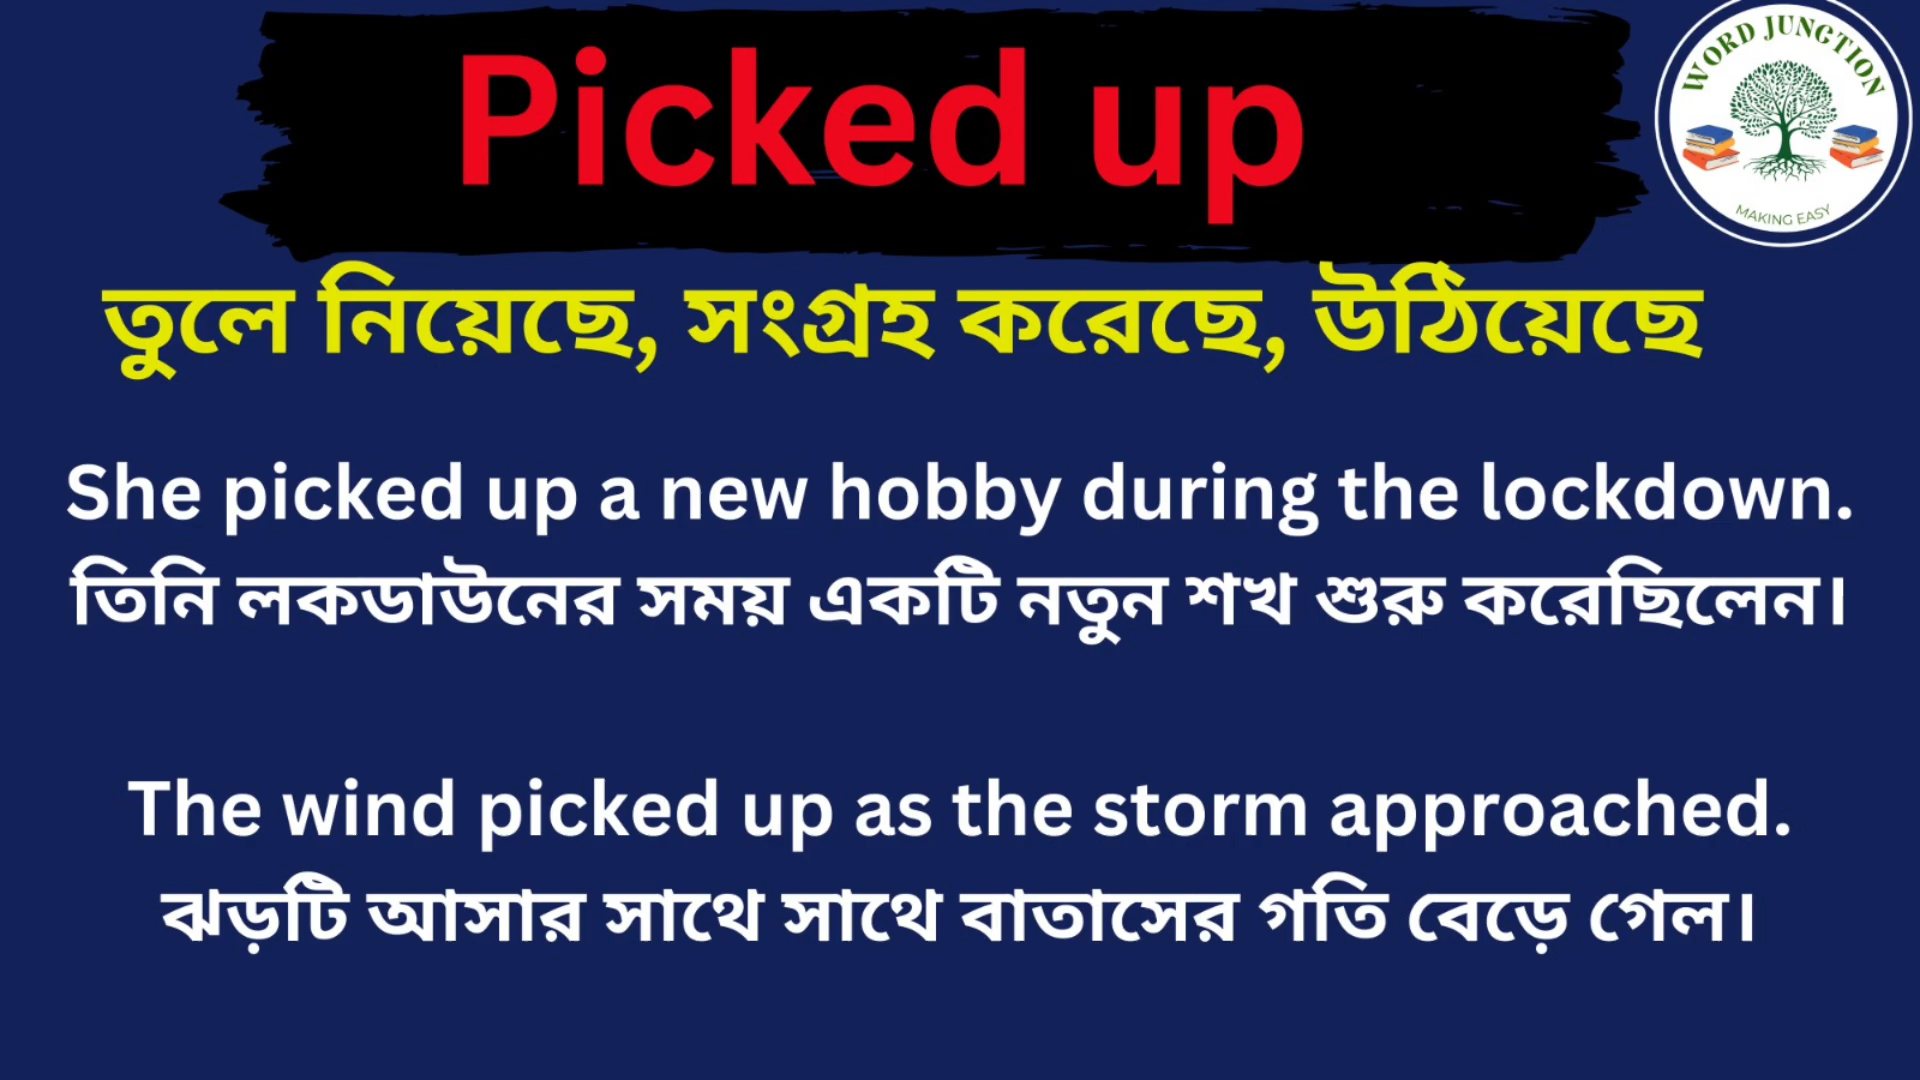 Picked up
WORD JUNCTION
MAKING EASY
তুলে নিয়েছে, সংগ্রহ করেছে, উঠিয়েছে
She picked up a new hobby during the lockdown.
তিনি লকডাউনের সময় একটি নতুন শখ শুরু করেছিলেন।
The wind picked up as the storm approached.
ঝড়টি আসার সাথে সাথে বাতাসের গতি বেড়ে গেল।